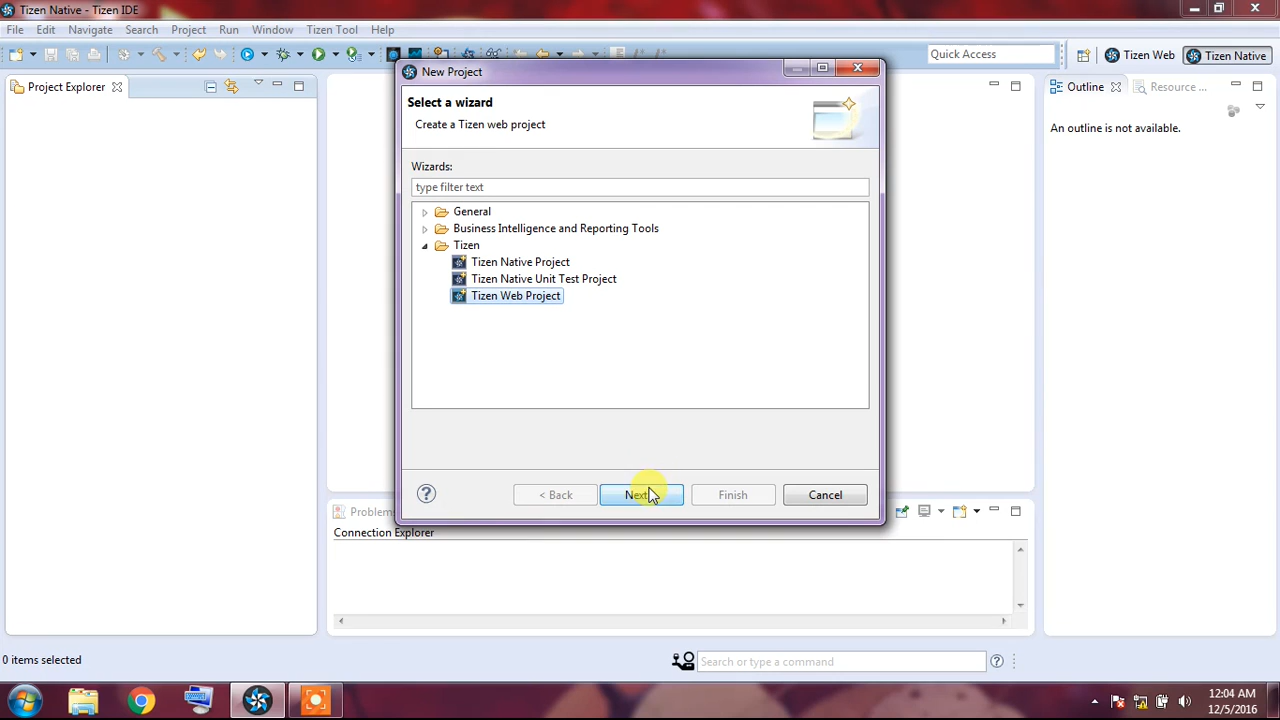 Tizen Native - Tizen IDE
File Edit Navigate Search Project Run Window Tizen Tool Help
Quick Access
Tizen Web
Tizen Native
Project Explorer
New Project
Select a wizard
Create a Tizen web project
Wizards:
type filter text
General
Business Intelligence and Reporting Tools
Tizen
Tizen Native Project
Tizen Native Unit Test Project
Tizen Web Project
< Back
Next
Finish
Cancel
Outline
Resource ...
An outline is not available.
Problems
Connection Explorer
0 items selected
Search or type a command
12:04 AM
12/5/2016